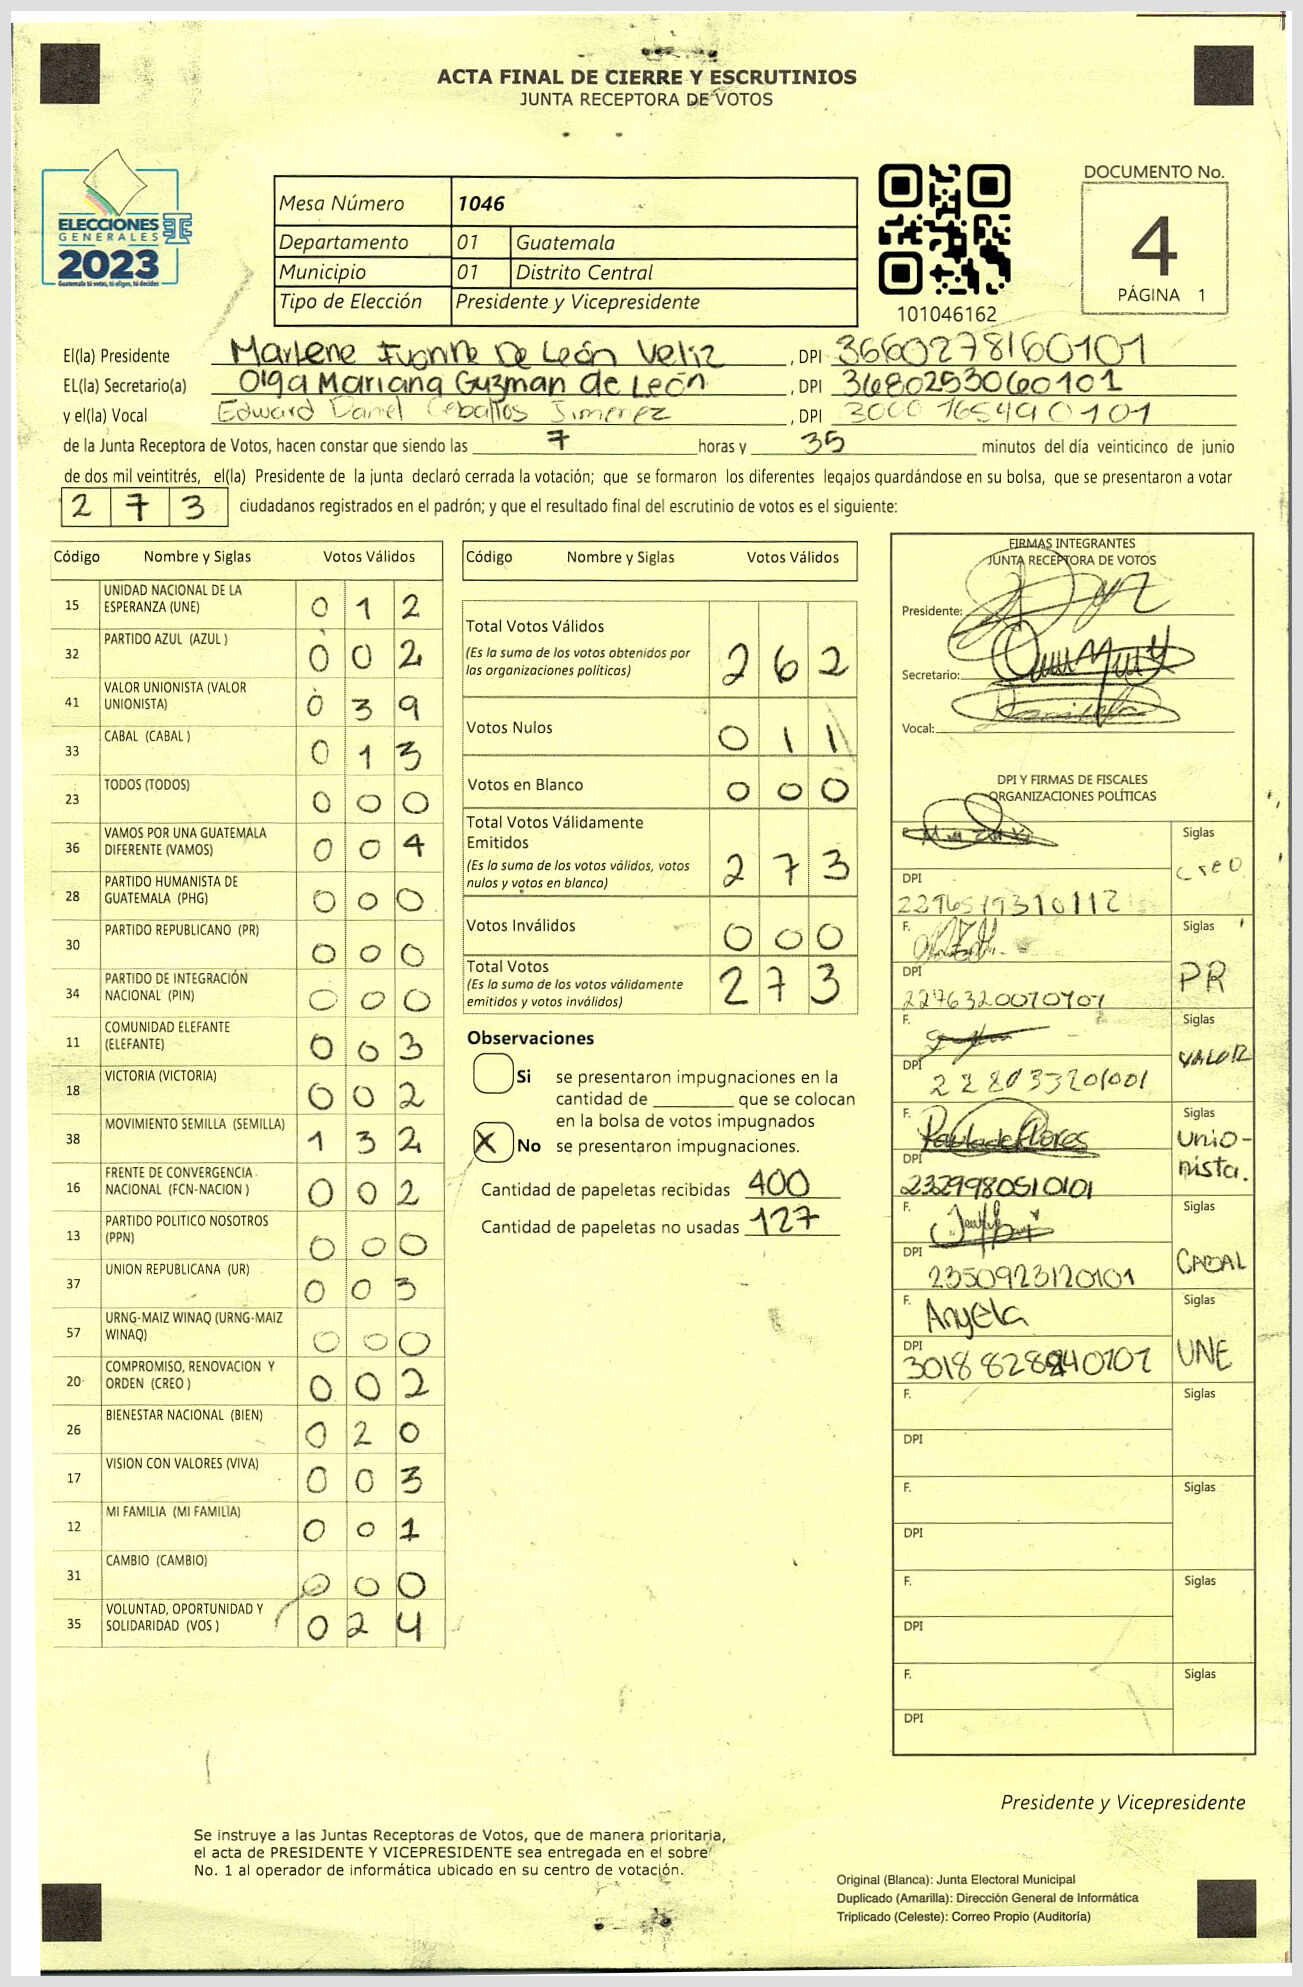 ACTA FINAL DE CIERRE Y ESCRUTINIOS
JUNTA RECEPTORA DE VOTOS
ELECCIONES
GENERALES
2023
Guatemala tú votas, tú eliges, tú decides
Mesa Número 1046
Departamento 01 Guatemala
Municipio 01 Distrito Central
Tipo de Elección Presidente y Vicepresidente
101046162
DOCUMENTO No.
4
PÁGINA 1
El(la) Presidente Marlene Ivonne De León Veliz, DPI 3660278160101
EL(la) Secretario(a) Olga Mariana Guzman de León, DPI 3680253060101
y el(la) Vocal Edward Daniel Ceballos Jimenez, DPI 3000765490101
de la Junta Receptora de Votos, hacen constar que siendo las 7 horas y 35 minutos del día veinticinco de junio
de dos mil veintitrés, el(la) Presidente de la junta declaró cerrada la votación; que se formaron los diferentes legajos guardándose en su bolsa, que se presentaron a votar
273 ciudadanos registrados en el padrón; y que el resultado final del escrutinio de votos es el siguiente:
Código Nombre y Siglas Votos Válidos
15 UNIDAD NACIONAL DE LA
ESPERANZA (UNE) 0 1 2
32 PARTIDO AZUL (AZUL ) 0 0 2
41 VALOR UNIONISTA (VALOR
UNIONISTA) 0 3 9
33 CABAL (CABAL ) 0 1 3
23 TODOS (TODOS) 0 0 0
36 VAMOS POR UNA GUATEMALA
DIFERENTE (VAMOS) 0 0 4
28 PARTIDO HUMANISTA DE
GUATEMALA (PHG) 0 0 0
30 PARTIDO REPUBLICANO (PR) 0 0 0
34 PARTIDO DE INTEGRACIÓN
NACIONAL (PIN) 0 0 0
11 COMUNIDAD ELEFANTE
(ELEFANTE) 0 0 3
18 VICTORIA (VICTORIA) 0 0 2
38 MOVIMIENTO SEMILLA (SEMILLA) 1 3 2
16 FRENTE DE CONVERGENCIA
NACIONAL (FCN-NACION ) 0 0 2
13 PARTIDO POLITICO NOSOTROS
(PPN) 0 0 0
37 UNION REPUBLICANA (UR) 0 0 3
57 URNG-MAIZ WINAQ (URNG-MAIZ
WINAQ) 0 0 0
20 COMPROMISO, RENOVACION Y
ORDEN (CREO ) 0 0 2
26 BIENESTAR NACIONAL (BIEN) 0 2 0
17 VISION CON VALORES (VIVA) 0 0 3
12 MI FAMILIA (MI FAMILIA) 0 0 1
31 CAMBIO (CAMBIO) 0 0 0
35 VOLUNTAD, OPORTUNIDAD Y
SOLIDARIDAD (VOS ) 0 2 4
Código Nombre y Siglas Votos Válidos
Total Votos Válidos
(Es la suma de los votos obtenidos por
las organizaciones políticas) 2 6 2
Votos Nulos 0 1 1
Votos en Blanco 0 0 0
Total Votos Válidamente
Emitidos
(Es la suma de los votos válidos, votos
nulos y votos en blanco) 2 7 3
Votos Inválidos 0 0 0
Total Votos
(Es la suma de los votos válidamente
emitidos y votos inválidos) 2 7 3
Observaciones
Si se presentaron impugnaciones en la
cantidad de ________ que se colocan
en la bolsa de votos impugnados
X No se presentaron impugnaciones.
Cantidad de papeletas recibidas 400
Cantidad de papeletas no usadas 127
FIRMAS INTEGRANTES
JUNTA RECEPTORA DE VOTOS
Presidente:
Secretario:
Vocal:
DPI Y FIRMAS DE FISCALES
ORGANIZACIONES POLÍTICAS
Siglas
creo
DPI
F.
Siglas
PR
DPI
2276320070101
F.
Siglas
VALOR
DPI
F.
Siglas
Unio-
nista.
DPI
2329980510101
F.
Siglas
CABAL
DPI
2350923120101
F. Angela
Siglas
UNE
DPI
F.
Siglas
DPI
F.
Siglas
DPI
F.
Siglas
DPI
F.
Siglas
DPI
Presidente y Vicepresidente
Se instruye a las Juntas Receptoras de Votos, que de manera prioritaria,
el acta de PRESIDENTE Y VICEPRESIDENTE sea entregada en el sobre
No. 1 al operador de informática ubicado en su centro de votación.
Original (Blanca): Junta Electoral Municipal
Duplicado (Amarilla): Dirección General de Informática
Triplicado (Celeste): Correo Propio (Auditoría)